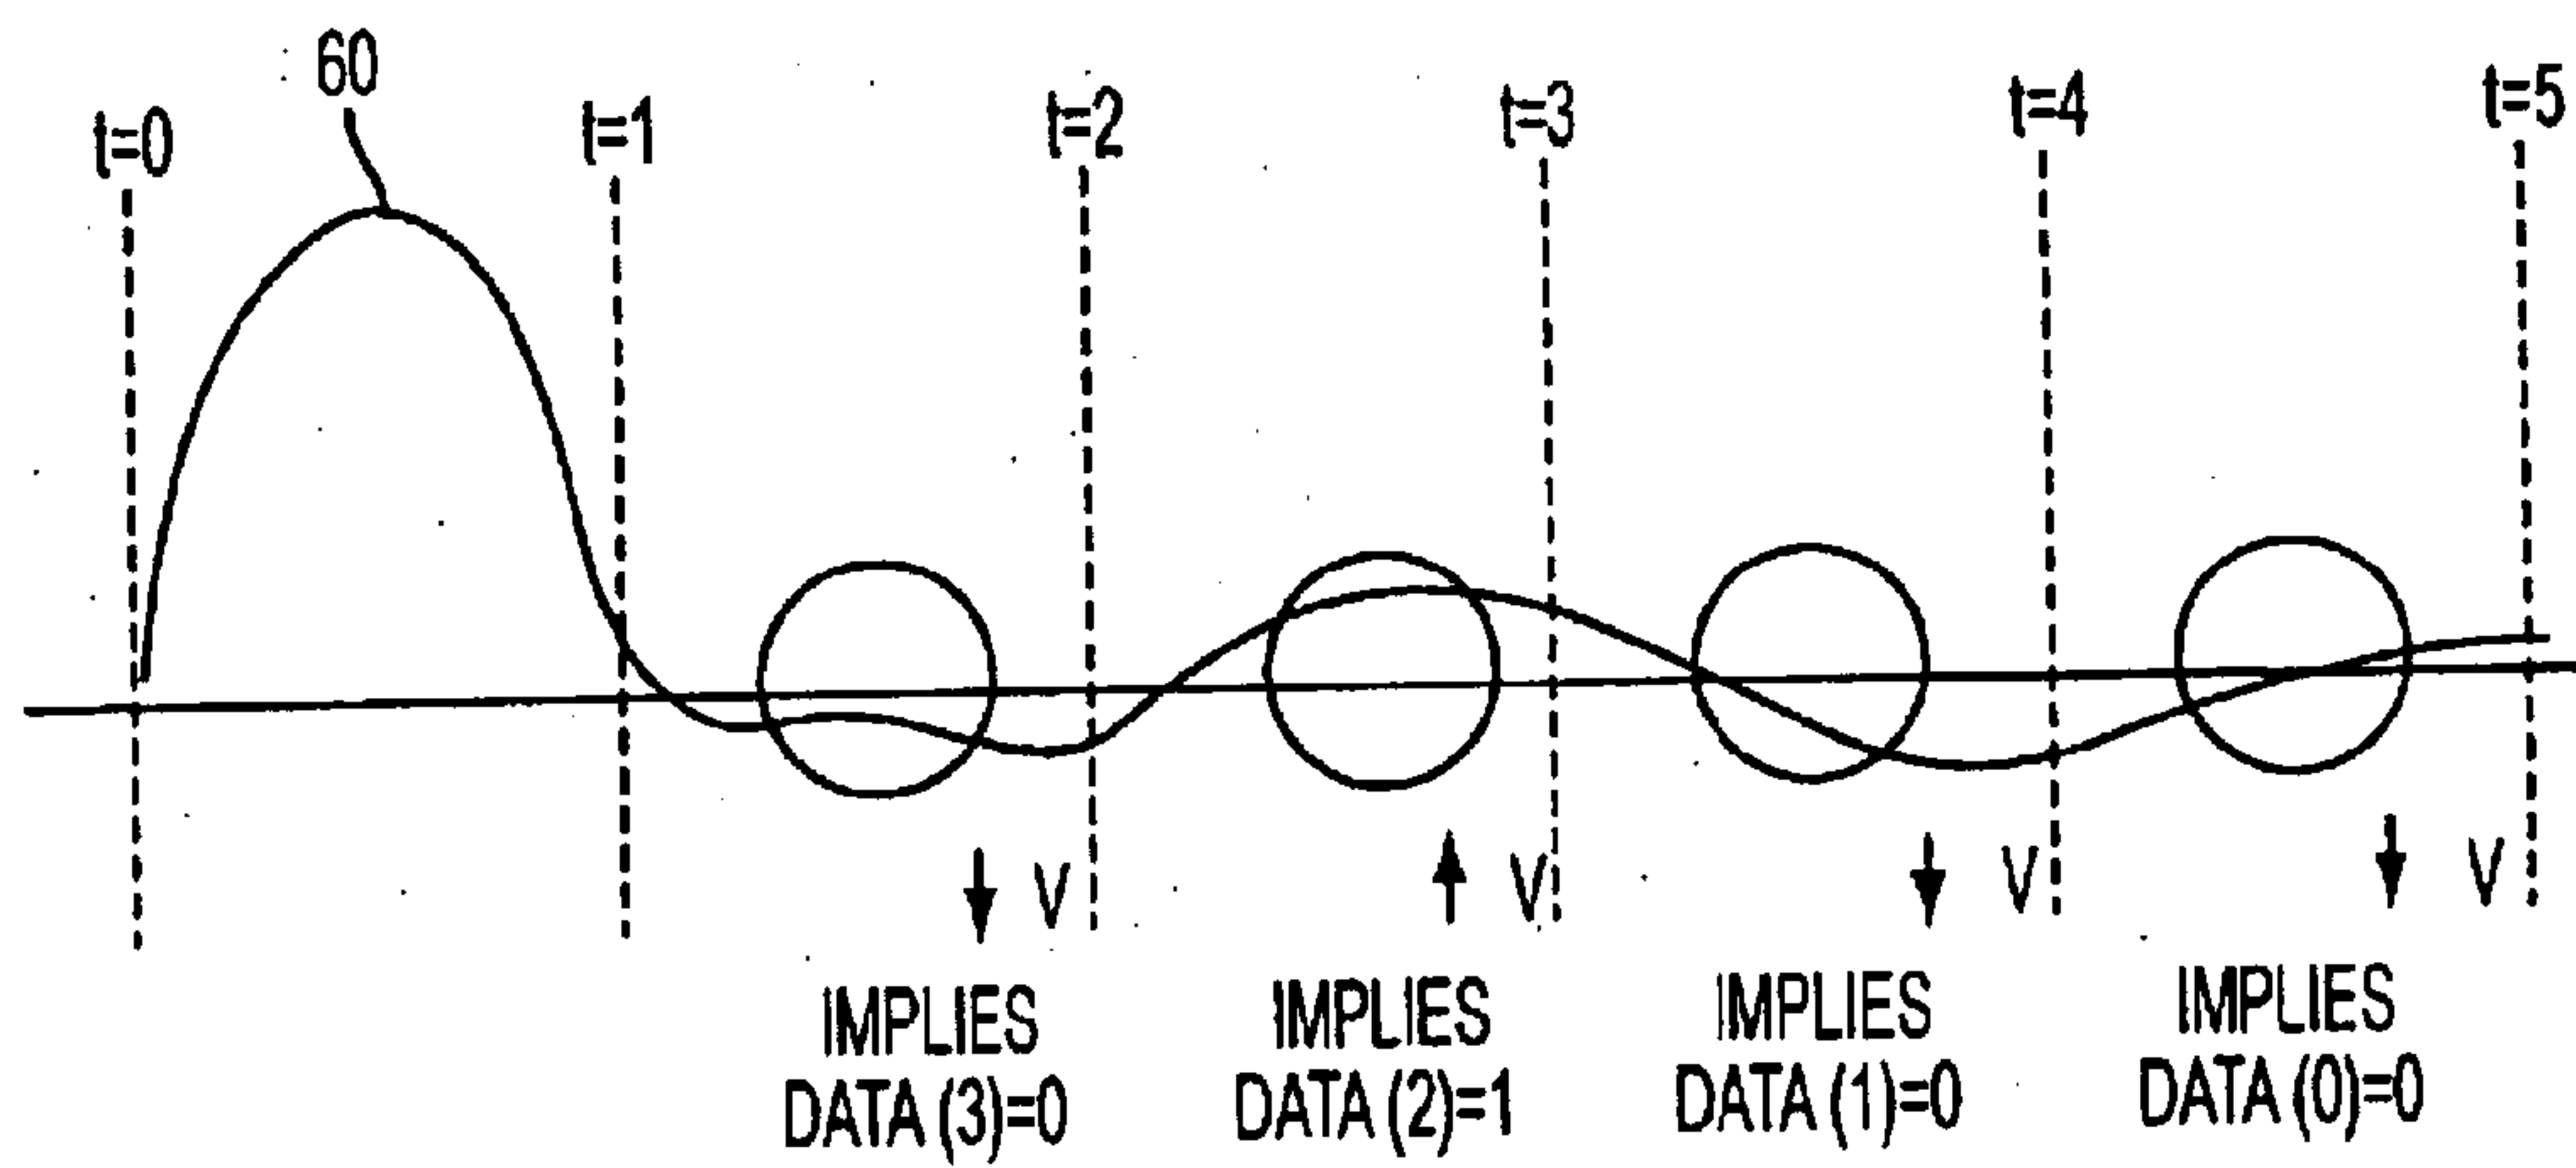 60
t=0
t=1
t=2
t=3
t=4
t=5
V
V
V
V
IMPLIES
DATA (3)=0
IMPLIES
DATA (2)=1
IMPLIES
DATA (1)=0
IMPLIES
DATA (0)=0